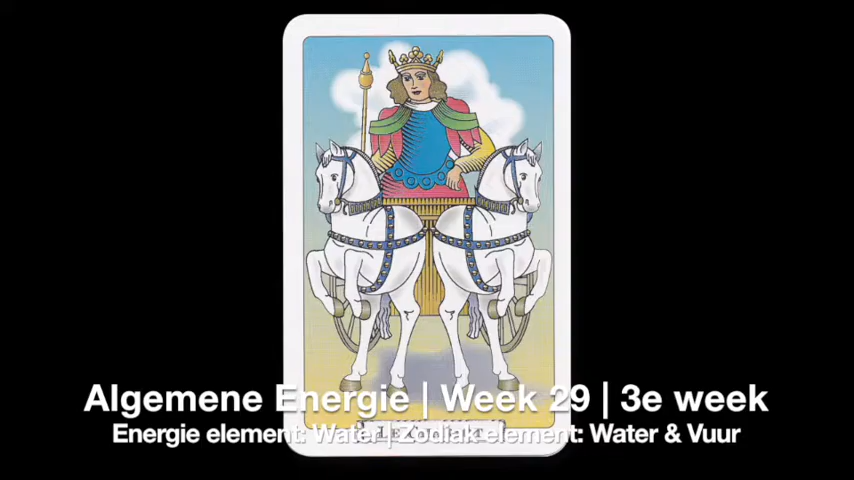 Algemene Energie | Week 29 | 3e week
Energie element: Water | Zodiak element: Water & Vuur